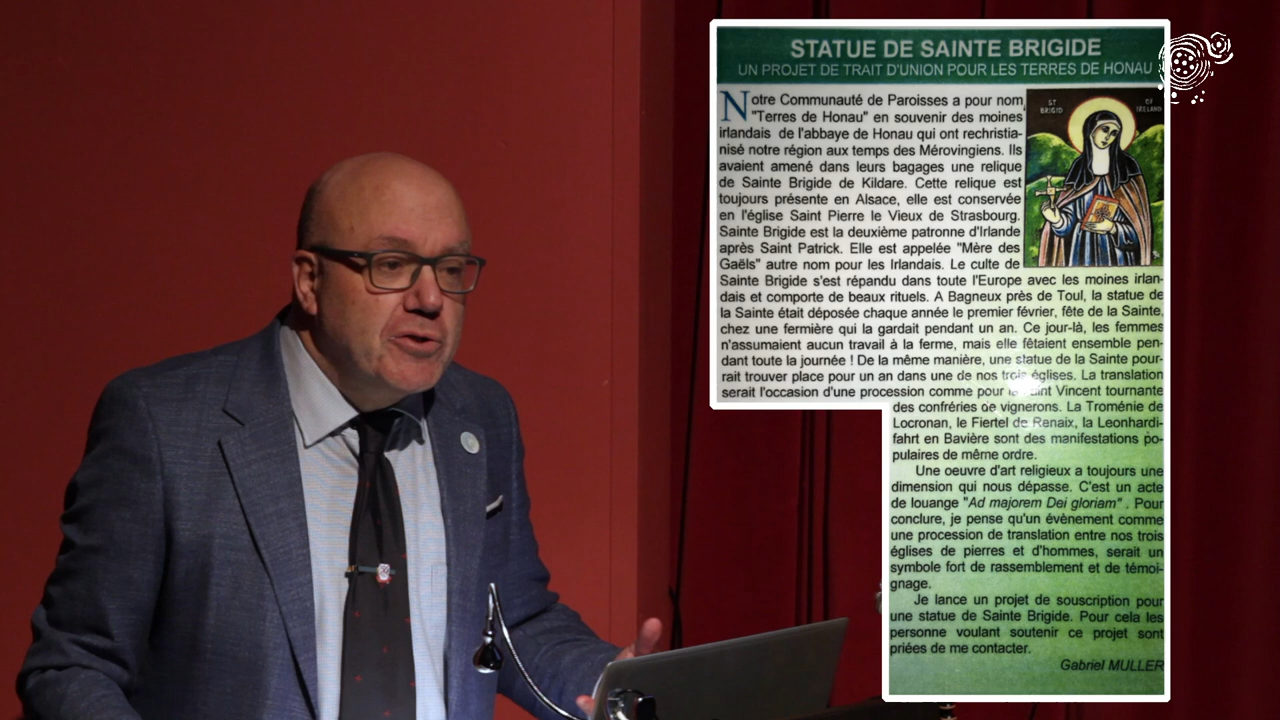 STATUE DE SAINTE BRIGIDE
UN PROJET DE TRAIT D'UNION POUR LES TERRES DE HONAU
Notre Communauté de Paroisses a pour nom,
"Terres de Honau" en souvenir des moines
irlandais de l'abbaye de Honau qui ont rechristia-
nisé notre région aux temps des Mérovingiens. Ils
avaient amené dans leurs bagages une relique
de Sainte Brigide de Kildare. Cette relique est
toujours présente en Alsace, elle est conservée
en l'église Saint Pierre le Vieux de Strasbourg.
Sainte Brigide est la deuxième patronne d'Irlande
après Saint Patrick. Elle est appelée "Mère des
Gaëls" autre nom pour les Irlandais. Le culte de
Sainte Brigide s'est répandu dans toute l'Europe avec les moines irlan-
dais et comporte de beaux rituels. A Bagneux près de Toul, la statue de
la Sainte était déposée chaque année le premier février, fête de la Sainte,
chez une fermière qui la gardait pendant un an. Ce jour-là, les femmes
n'assumaient aucun travail à la ferme, mais elle fêtaient ensemble pen-
dant toute la journée ! De la même manière, une statue de la Sainte pour-
rait trouver place pour un an dans une de nos trois églises. La translation
serait l'occasion d'une procession comme pour la Saint Vincent tournante
des confréries de vignerons. La Troménie de
Locronan, le Fiertel de Renaix, la Leonhardi-
fahrt en Bavière sont des manifestations po-
pulaires de même ordre.
Une oeuvre d'art religieux a toujours une
dimension qui nous dépasse. C'est un acte
de louange "Ad majorem Dei gloriam" . Pour
conclure, je pense qu'un évènement comme
une procession de translation entre nos trois
églises de pierres et d'hommes, serait un
symbole fort de rassemblement et de témoi-
gnage.
Je lance un projet de souscription pour
une statue de Sainte Brigide. Pour cela les
personne voulant soutenir ce projet sont
priées de me contacter.
Gabriel MULLER
ST BRIGID
OF IRELAND